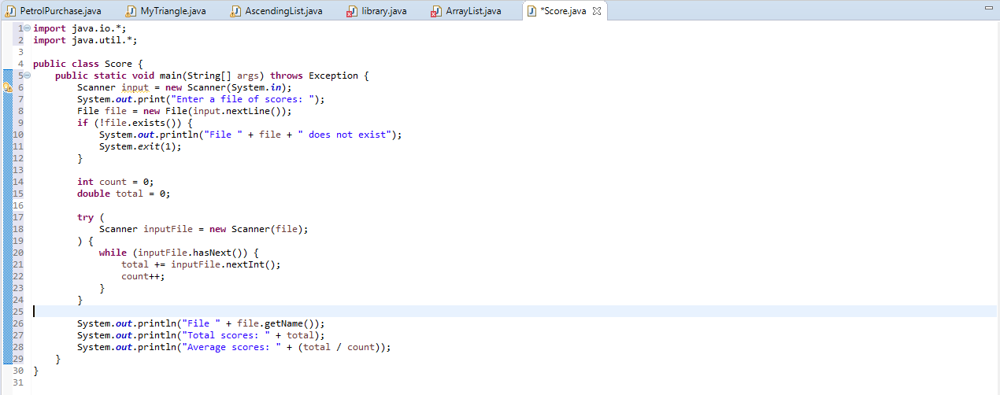 PetrolPurchase.java MyTriangle.java AscendingList.java library.java ArrayList.java *Score.java
1 import java.io.*;
2 import java.util.*;
3
4 public class Score {
5 public static void main(String[] args) throws Exception {
6 Scanner input = new Scanner(System.in);
7 System.out.print("Enter a file of scores: ");
8 File file = new File(input.nextLine());
9 if (!file.exists()) {
10 System.out.println("File " + file + " does not exist");
11 System.exit(1);
12 }
13
14 int count = 0;
15 double total = 0;
16
17 try (
18 Scanner inputFile = new Scanner(file);
19 ) {
20 while (inputFile.hasNext()) {
21 total += inputFile.nextInt();
22 count++;
23 }
24 }
25
26 System.out.println("File " + file.getName());
27 System.out.println("Total scores: " + total);
28 System.out.println("Average scores: " + (total / count));
29 }
30 }
31